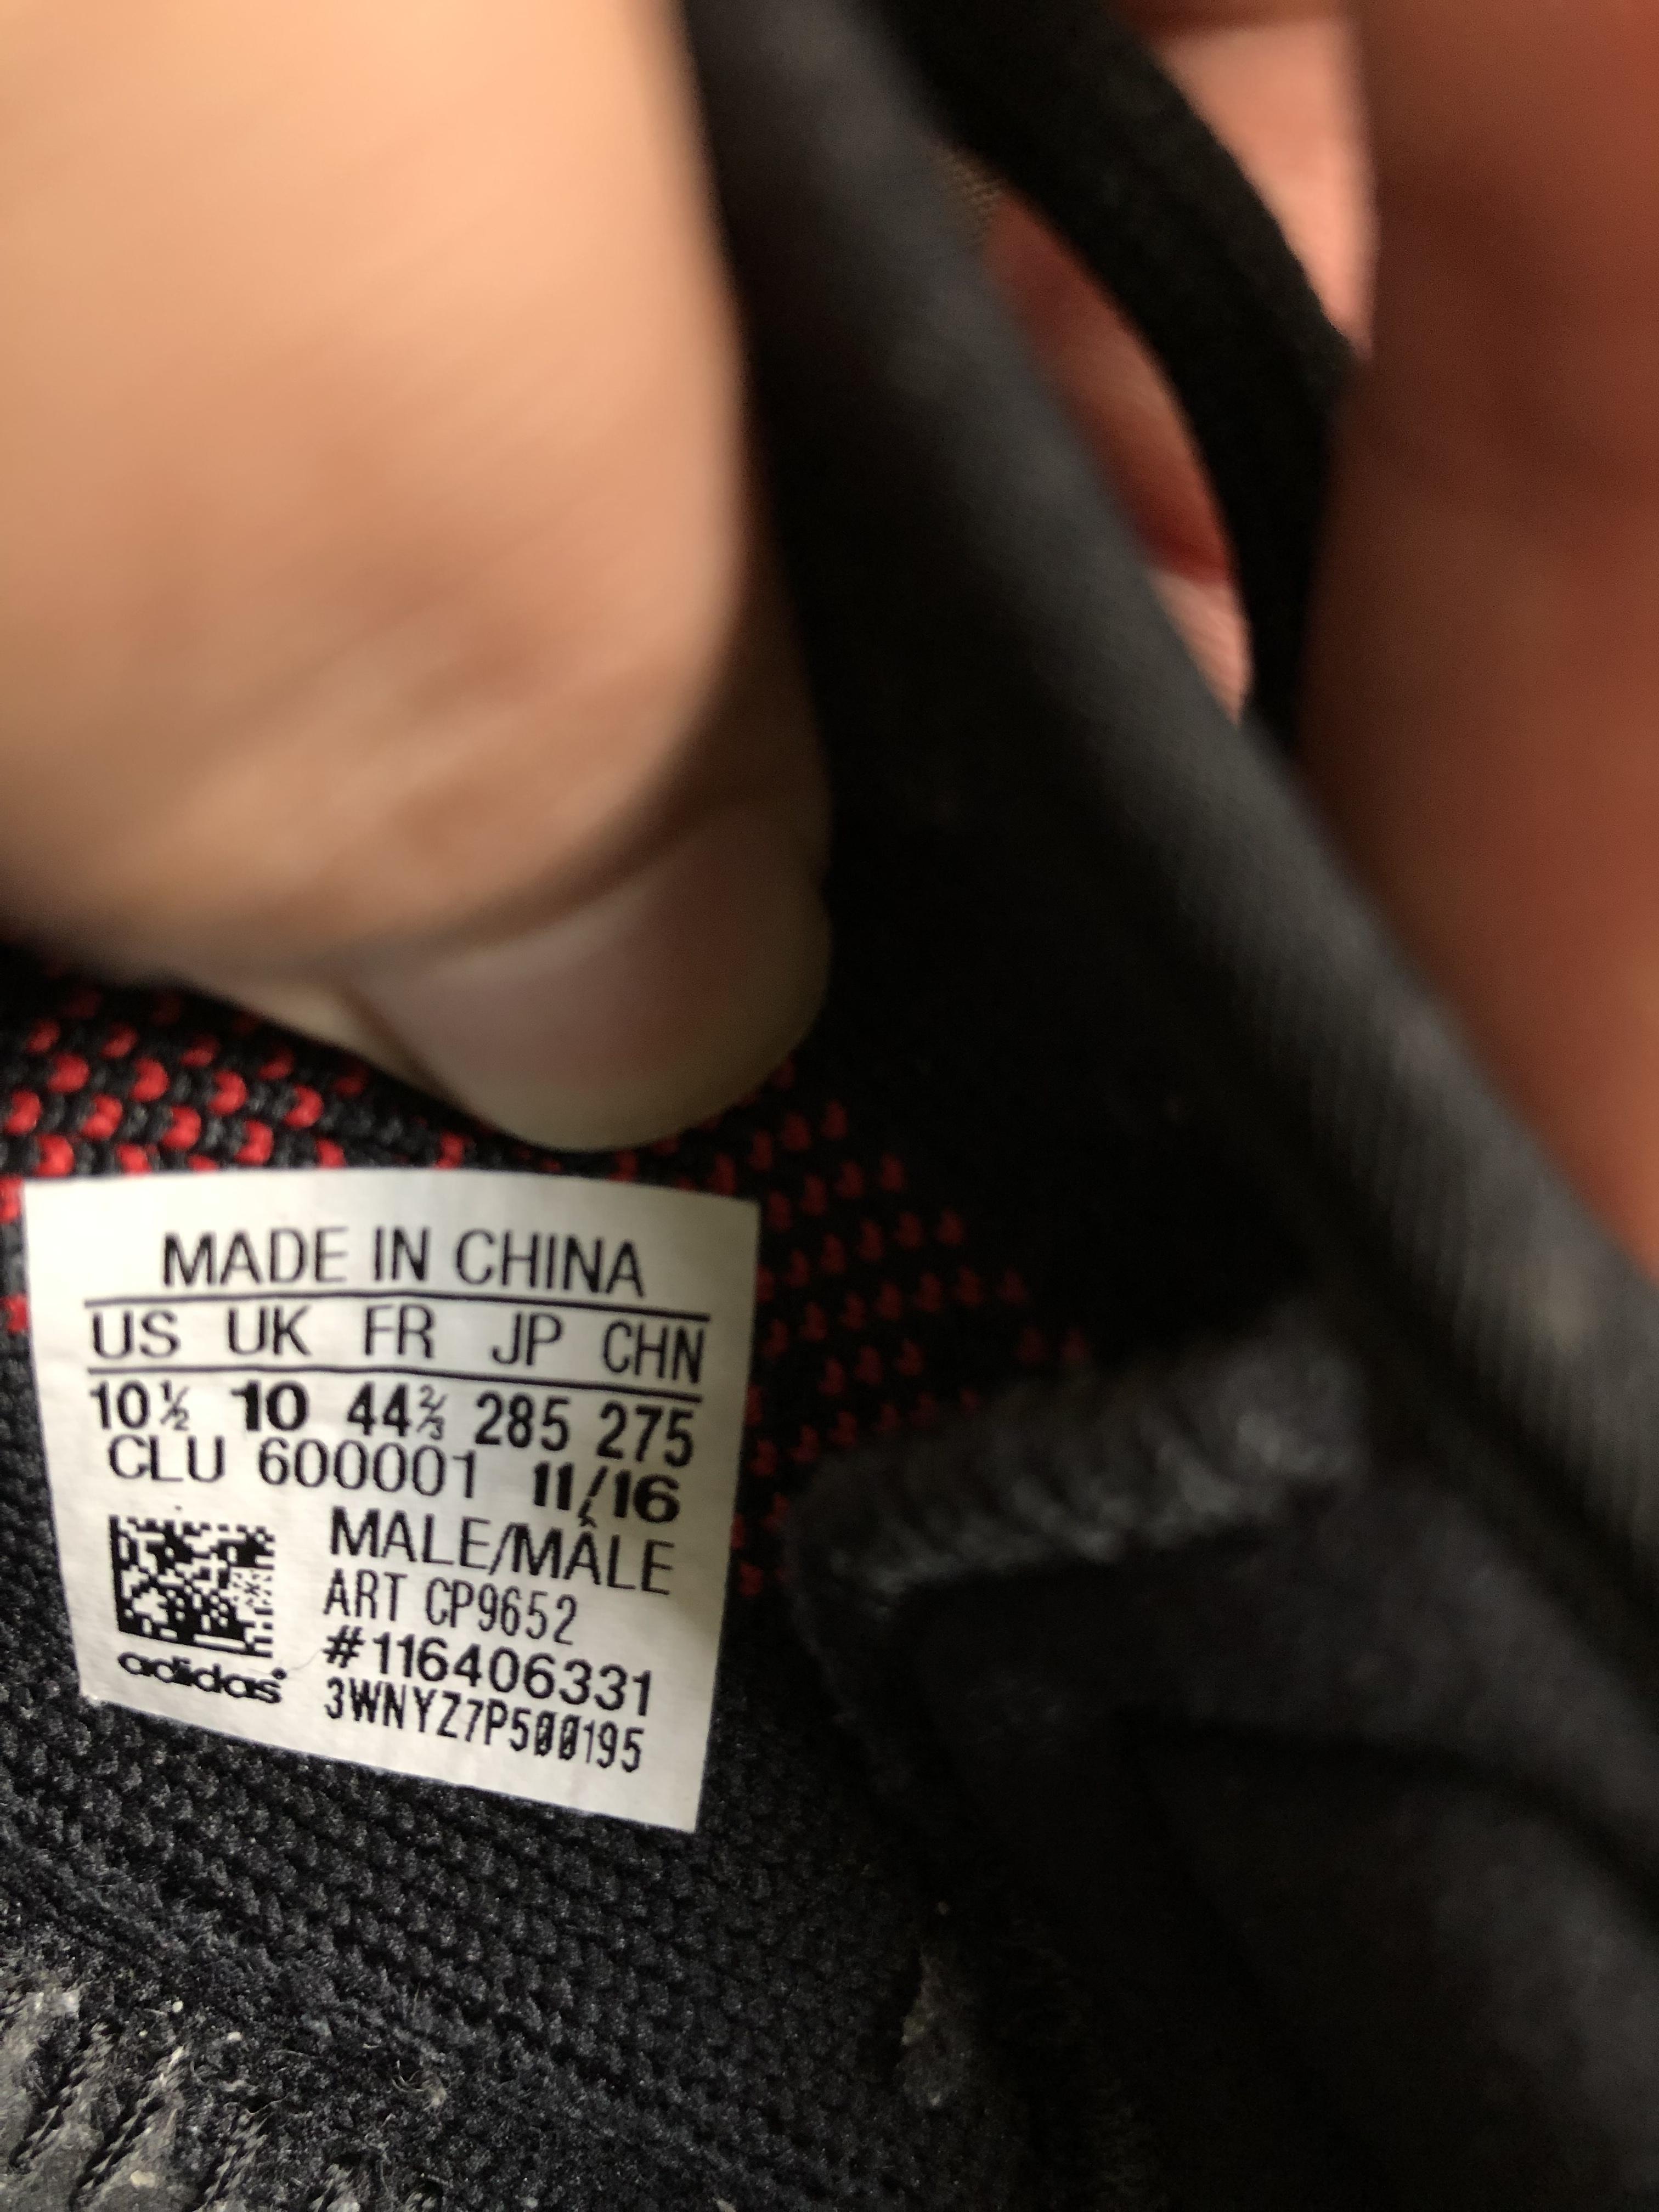 MADE IN CHINA
US UK FR JP CHN
10½ 10 44⅔ 285 275
CLU 600001 11/16
MALE/MÂLE
ART CP9652
#116406331
3WNYZ7P500195
adidas